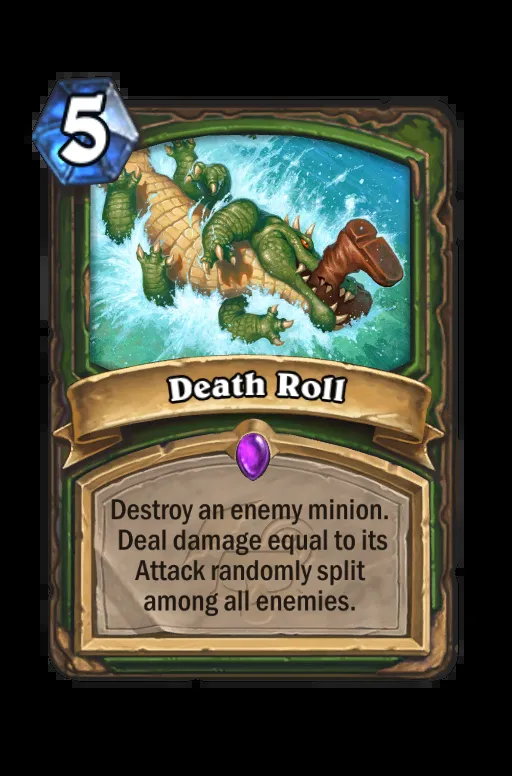 5
Death Roll
Destroy an enemy minion.
Deal damage equal to its
Attack randomly split
among all enemies.